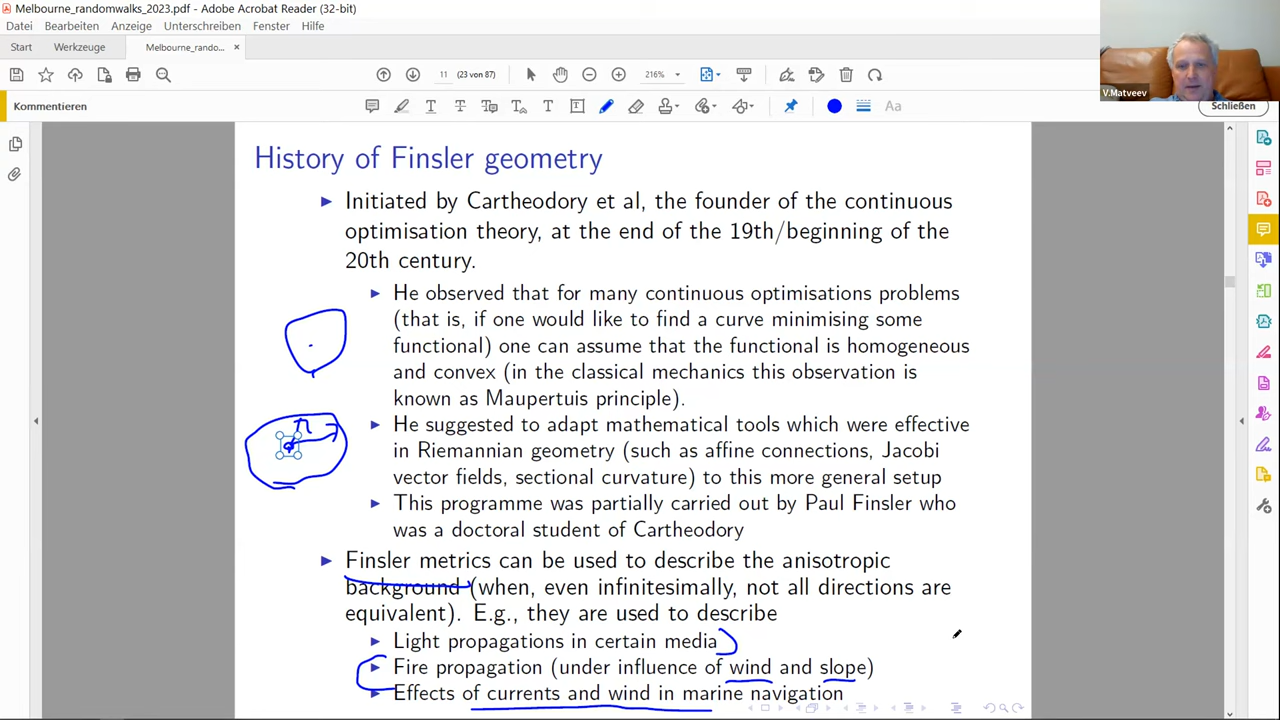 Melbourne_randomwalks_2023.pdf - Adobe Acrobat Reader (32-bit)
Datei Bearbeiten Anzeige Unterschreiben Fenster Hilfe
Start Werkzeuge Melbourne_rando... ×
11 (23 von 87) 216%
V.Matveev
Kommentieren Aa Schließen
History of Finsler geometry
Initiated by Cartheodory et al, the founder of the continuous
optimisation theory, at the end of the 19th/beginning of the
20th century.
He observed that for many continuous optimisations problems
(that is, if one would like to find a curve minimising some
functional) one can assume that the functional is homogeneous
and convex (in the classical mechanics this observation is
known as Maupertuis principle).
He suggested to adapt mathematical tools which were effective
in Riemannian geometry (such as affine connections, Jacobi
vector fields, sectional curvature) to this more general setup
This programme was partially carried out by Paul Finsler who
was a doctoral student of Cartheodory
Finsler metrics can be used to describe the anisotropic
background (when, even infinitesimally, not all directions are
equivalent). E.g., they are used to describe
Light propagations in certain media
Fire propagation (under influence of wind and slope)
Effects of currents and wind in marine navigation